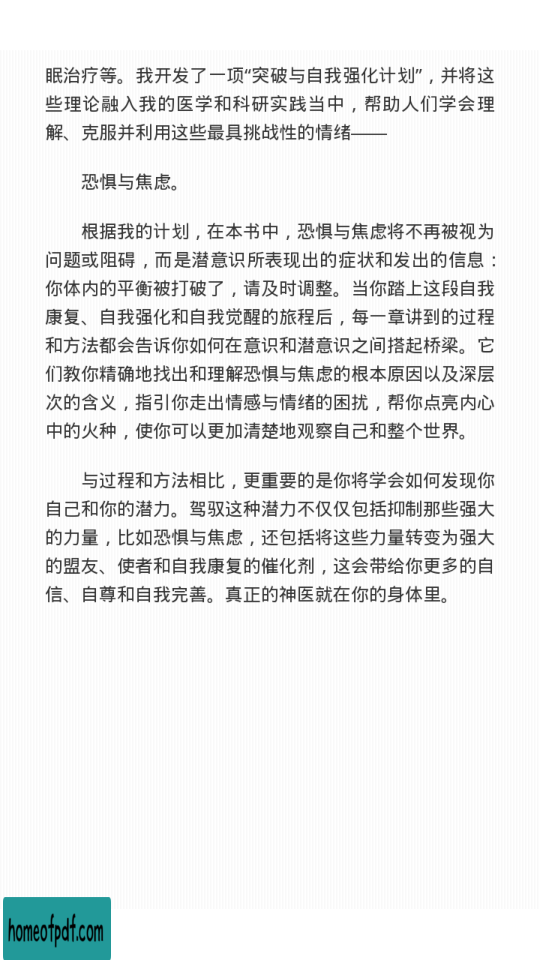 眠治疗等。我开发了一项“突破与自我强化计划”，并将这
些理论融入我的医学和科研实践当中，帮助人们学会理
解、克服并利用这些最具挑战性的情绪——
恐惧与焦虑。
根据我的计划，在本书中，恐惧与焦虑将不再被视为
问题或阻碍，而是潜意识所表现出的症状和发出的信息：
你体内的平衡被打破了，请及时调整。当你踏上这段自我
康复、自我强化和自我觉醒的旅程后，每一章讲到的过程
和方法都会告诉你如何在意识和潜意识之间搭起桥梁。它
们教你精确地找出和理解恐惧与焦虑的根本原因以及深层
次的含义，指引你走出情感与情绪的困扰，帮你点亮内心
中的火种，使你可以更加清楚地观察自己和整个世界。
与过程和方法相比，更重要的是你将学会如何发现你
自己和你的潜力。驾驭这种潜力不仅仅包括抑制那些强大
的力量，比如恐惧与焦虑，还包括将这些力量转变为强大
的盟友、使者和自我康复的催化剂，这会带给你更多的自
信、自尊和自我完善。真正的神医就在你的身体里。
homeofpdf.com